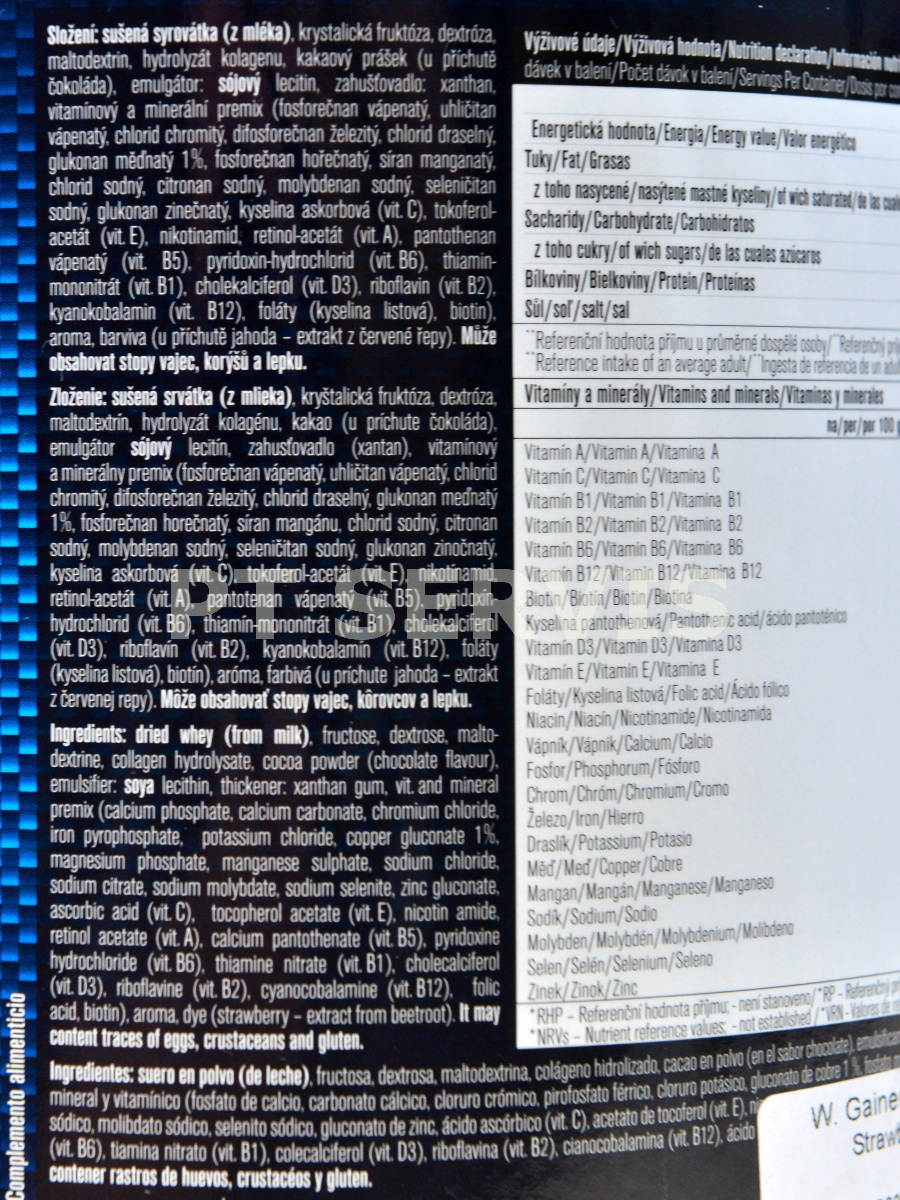 Složení: sušená syrovátka (z mléka), krystalická fruktóza, dextróza,
maltodextrin, hydrolyzát kolagenu, kakaový prášek (u příchutě
čokoláda), emulgátor: sójový lecitin, zahušťovadlo: xanthan,
vitamínový a minerální premix (fosforečnan vápenatý, uhličitan
vápenatý, chlorid chromitý, difosforečnan železitý, chlorid draselný,
glukonan měďnatý 1%, fosforečnan hořečnatý, síran manganatý,
chlorid sodný, citronan sodný, molybdenan sodný, seleničitan
sodný, glukonan zinečnatý, kyselina askorbová (vit. C), tokoferol-
acetát (vit. E), nikotinamid, retinol-acetát (vit. A), pantothenan
vápenatý (vit. B5), pyridoxin-hydrochlorid (vit. B6), thiamin-
mononitrát (vit. B1), cholekalciferol (vit. D3), riboflavin (vit. B2),
kyanokobalamin (vit. B12), foláty (kyselina listová), biotin),
aroma, barviva (u příchutě jahoda – extrakt z červené řepy). Může
obsahovat stopy vajec, korýšů a lepku.
Zloženie: sušená srvátka (z mlieka), kryštalická fruktóza, dextróza,
maltodextrin, hydrolyzát kolagénu, kakao (u príchute čokoláda),
emulgátor sójový lecitín, zahusťovadlo (xantan), vitamínový
a minerálny premix (fosforečnan vápenatý, uhličitan vápenatý, chlorid
chromitý, difosforečnan železitý, chlorid draselný, glukonan meďnatý
1%, fosforečnan horečnatý, síran mangánu, chlorid sodný, citronan
sodný, molybdenan sodný, seleničitan sodný, glukonan zinočnatý,
kyselina askorbová (vit. C), tokoferol-acetát (vit. E), nikotínamid,
retinol-acetát (vit. A), pantotenan vápenatý (vit. B5), pyridoxín-
hydrochlorid (vit. B6), thiamín-mononitrát (vit. B1), cholekalciferol
(vit. D3), riboflavín (vit. B2), kyanokobalamín (vit. B12), foláty
(kyselina listová), biotín), aróma, farbivá (u príchute jahoda – extrakt
z červenej repy). Môže obsahovať stopy vajec, kôrovcov a lepku.
Ingredients: dried whey (from milk), fructose, dextrose, malto-
dextrine, collagen hydrolysate, cocoa powder (chocolate flavour),
emulsifier: soya lecithin, thickener: xanthan gum, vit. and mineral
premix (calcium phosphate, calcium carbonate, chromium chloride,
iron pyrophosphate, potassium chloride, copper gluconate 1%,
magnesium phosphate, manganese sulphate, sodium chloride,
sodium citrate, sodium molybdate, sodium selenite, zinc gluconate,
ascorbic acid (vit. C), tocopherol acetate (vit. E), nicotin amide,
retinol acetate (vit. A), calcium pantothenate (vit. B5), pyridoxine
hydrochloride (vit. B6), thiamine nitrate (vit. B1), cholecalciferol
(vit. D3), riboflavine (vit. B2), cyanocobalamine (vit. B12), folic
acid, biotin), aroma, dye (strawberry – extract from beetroot). It may
content traces of eggs, crustaceans and gluten.
Ingredientes: suero en polvo (de leche), fructosa, dextrosa, maltodextrina, colágeno hidrolizado, cacao en polvo (en el sabor chocolate),
mineral y vitamínico (fosfato de calcio, carbonato cálcico, cloruro crómico, pirofosfato férrico, cloruro potásico, gluconato de cobre 1 %,
sódico, molibdato sódico, selenito sódico, gluconato de zinc, ácido ascórbico (vit. C), acetato de tocoferol (vit. E),
(vit. B6), tiamina nitrato (vit. B1), colecalciferol (vit. D3), riboflavina (vit. B2), cianocobalamina (vit. B12), ácido
contener rastros de huevos, crustacéos y gluten.
Complemento alimenticio
Výživové údaje/Výživová hodnota/Nutrition declaration/Información
dávek v balení/Počet dávok v balení/Servings Per Container/Dosis por
Energetická hodnota/Energia/Energy value/Valor energético
Tuky/Fat/Grasas
z toho nasycené/nasýtené mastné kyseliny/of wich saturated/de las
Sacharidy/Carbohydrate/Carbohidratos
z toho cukry/of wich sugars/de las cuales azúcaros
Bílkoviny/Bielkoviny/Protein/Proteínas
Sůl/soľ/salt/sal
**Referenční hodnota příjmu u průměrné dospělé osoby/**Referenčný
**Reference intake of an average adult/**Ingesta de referencia de un
Vitamíny a minerály/Vitamins and minerals/Vitaminas y minerales
na/per/por 100 g
Vitamín A/Vitamin A/Vitamina A
Vitamín C/Vitamin C/Vitamina C
Vitamín B1/Vitamin B1/Vitamina B1
Vitamín B2/Vitamin B2/Vitamina B2
Vitamín B6/Vitamin B6/Vitamina B6
Vitamín B12/Vitamin B12/Vitamina B12
Biotin/Biotín/Biotin/Biotina
Kyselina pantothenová/Pantothenic acid/ácido pantoténico
Vitamín D3/Vitamin D3/Vitamina D3
Vitamín E/Vitamin E/Vitamina E
Foláty/Kyselina listová/Folic acid/Ácido fólico
Niacin/Niacín/Nicotinamide/Nicotinamida
Vápník/Vápnik/Calcium/Calcio
Fosfor/Phosphorum/Fósforo
Chrom/Chróm/Chromium/Cromo
Železo/Iron/Hierro
Draslík/Potassium/Potasio
Měď/Meď/Copper/Cobre
Mangan/Mangán/Manganese/Manganeso
Sodík/Sodium/Sodio
Molybden/Molybdén/Molybdenium/Molibdeno
Selen/Selén/Selenium/Seleno
Zinek/Zinok/Zinc
*RHP – Referenční hodnota příjmu; - není stanoveno/*RP - Referenčný
*NRVs – Nutrient reference values; - not established /*VRN - Valores de
W. Gaine
Strawb
PT SERVIS